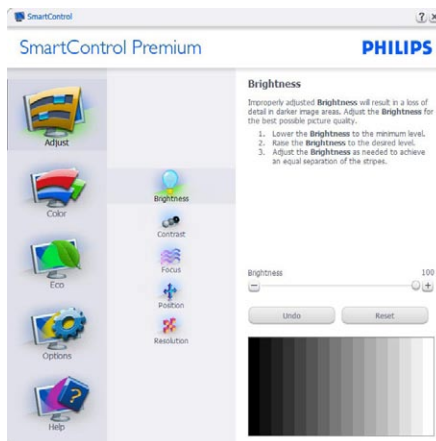 SmartControl
SmartControl Premium
PHILIPS
Adjust
Color
Eco
Options
Help
Brightness
Contrast
Focus
Position
Resolution
Brightness
Improperly adjusted Brightness will result in a loss of
detail in darker image areas. Adjust the Brightness for
the best possible picture quality.
1. Lower the Brightness to the minimum level.
2. Raise the Brightness to the desired level.
3. Adjust the Brightness as needed to achieve
an equal separation of the stripes.
Brightness 100
Undo Reset